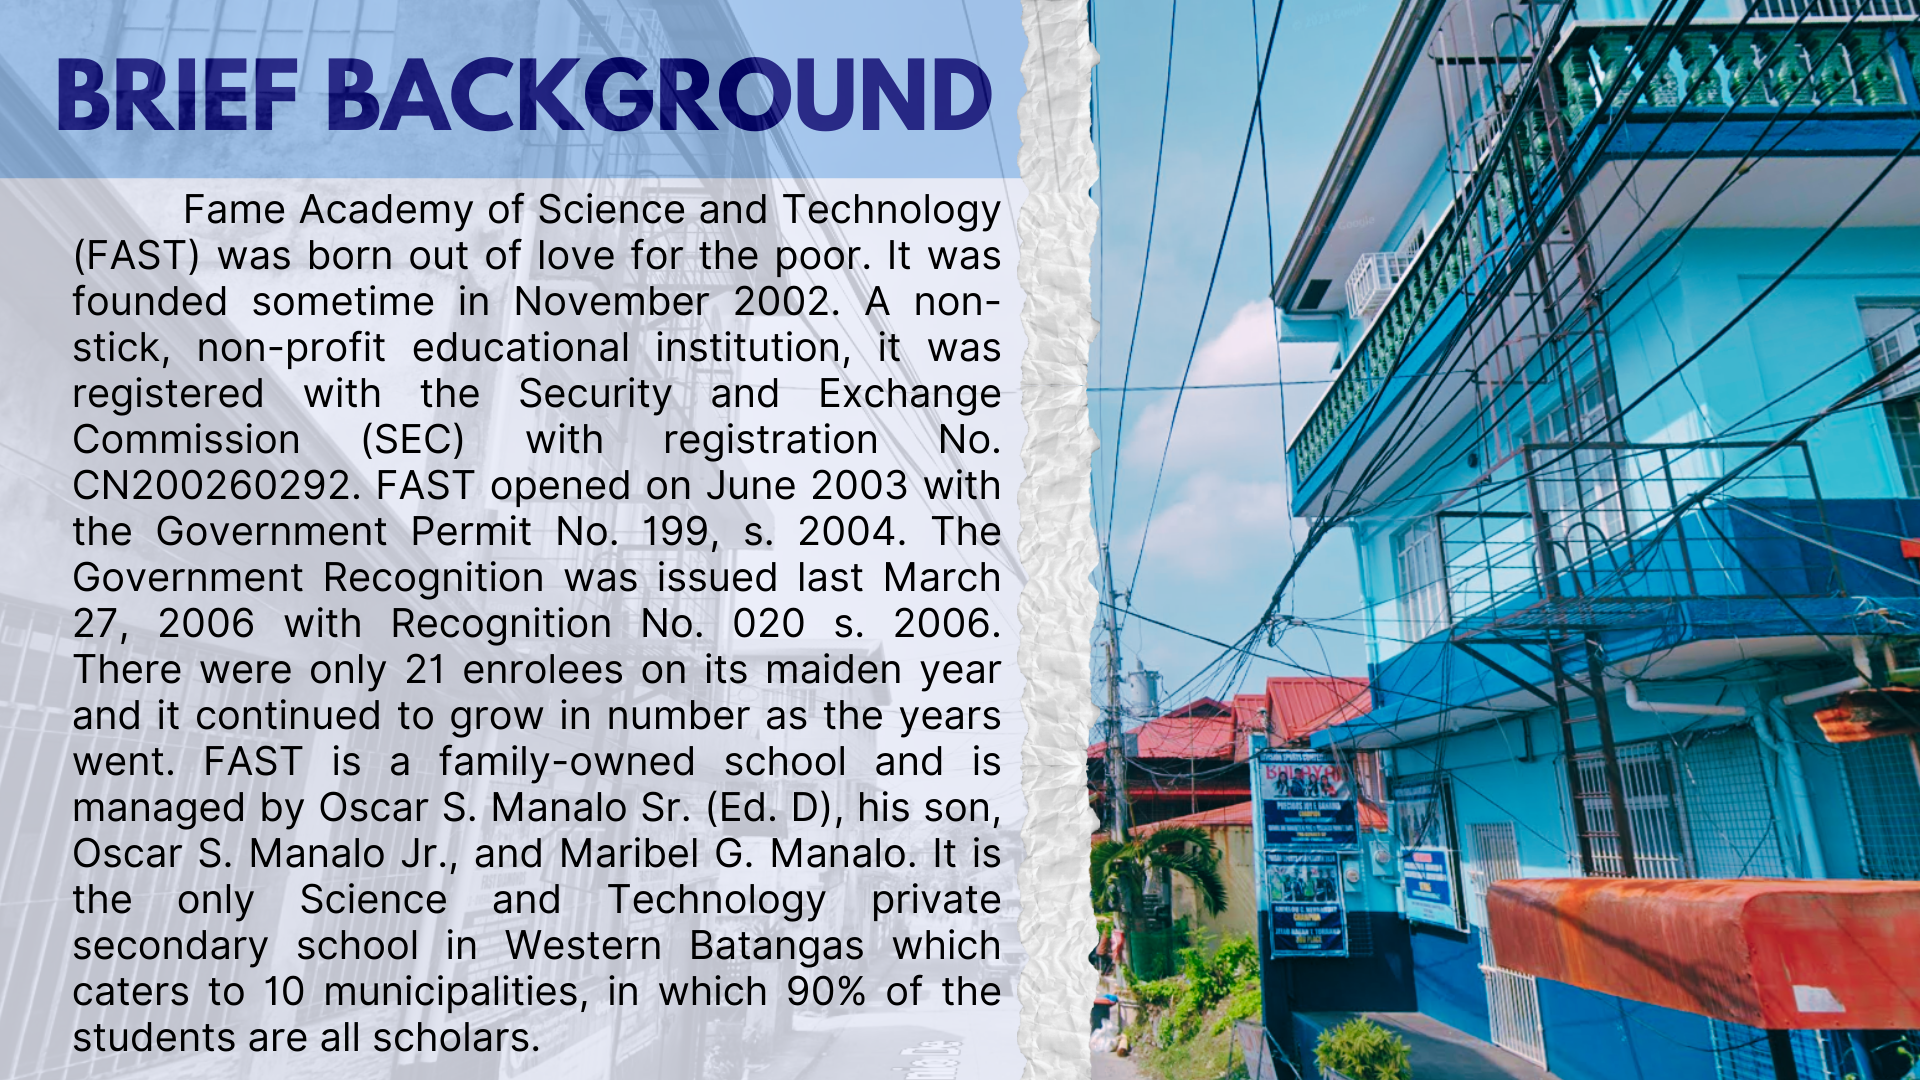 BRIEF BACKGROUND
Fame Academy of Science and Technology
(FAST) was born out of love for the poor. It was
founded sometime in November 2002. A non-
stick, non-profit educational institution, it was
registered with the Security and Exchange
Commission (SEC) with registration No.
CN200260292. FAST opened on June 2003 with
the Government Permit No. 199, s. 2004. The
Government Recognition was issued last March
27, 2006 with Recognition No. 020 s. 2006.
There were only 21 enrolees on its maiden year
and it continued to grow in number as the years
went. FAST is a family-owned school and is
managed by Oscar S. Manalo Sr. (Ed. D), his son,
Oscar S. Manalo Jr., and Maribel G. Manalo. It is
the only Science and Technology private
secondary school in Western Batangas which
caters to 10 municipalities, in which 90% of the
students are all scholars.
CHAMPION
CHAMPION